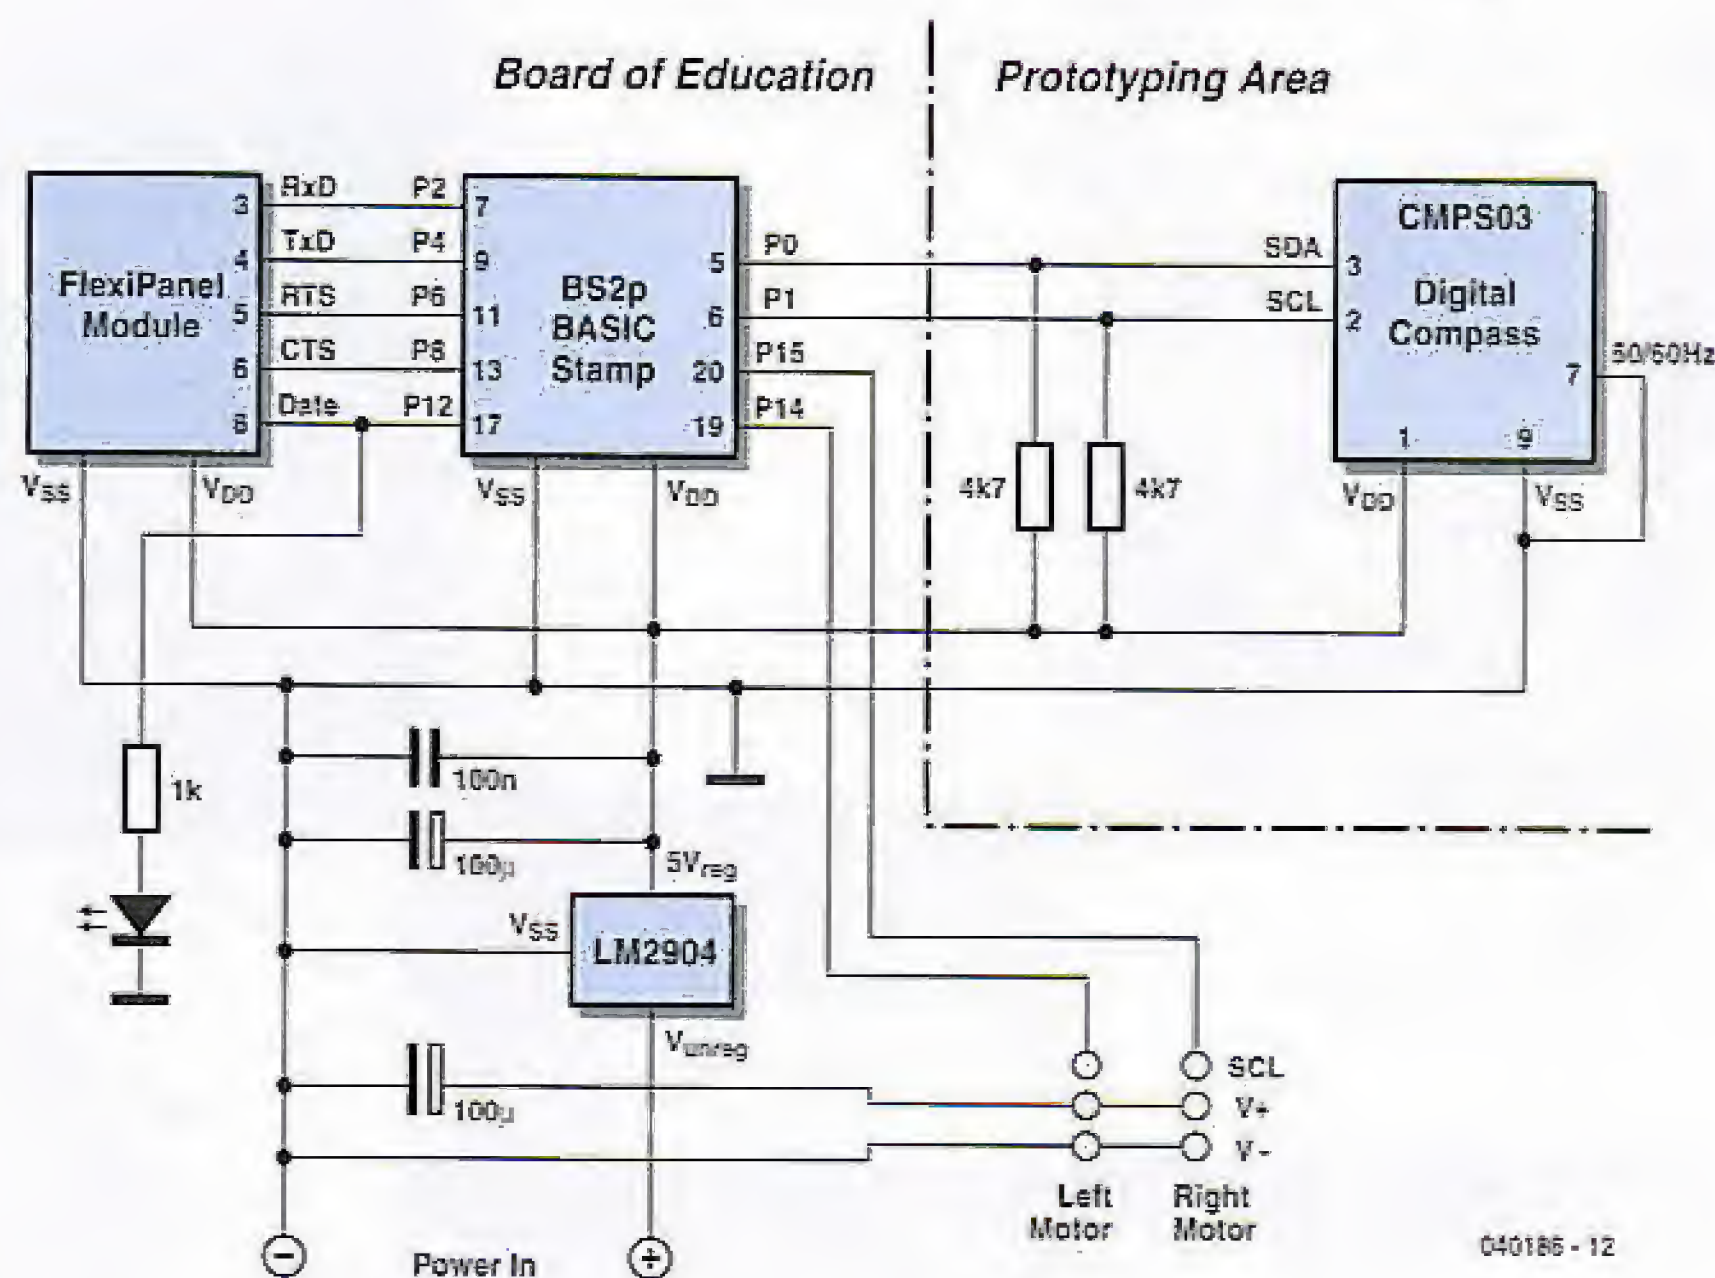 Board of Education
Prototyping Area
FlexiPanel
Module
3
4
5
6
8
RxD
TxD
RTS
CTS
Data
P2
P4
P6
P8
P12
7
9
11
13
17
BS2p
BASIC
Stamp
5
6
20
19
P0
P1
P15
P14
SDA
SCL
3
2
CMPS03
Digital
Compass
7
50/60Hz
1
9
VSS
VDD
VSS
VDD
4k7
4k7
VDD
VSS
1k
100n
100µ
5Vreg
VSS
LM2904
Vunreg
100µ
SCL
V+
V-
Left
Motor
Right
Motor
Power In
−
+
040186 - 12